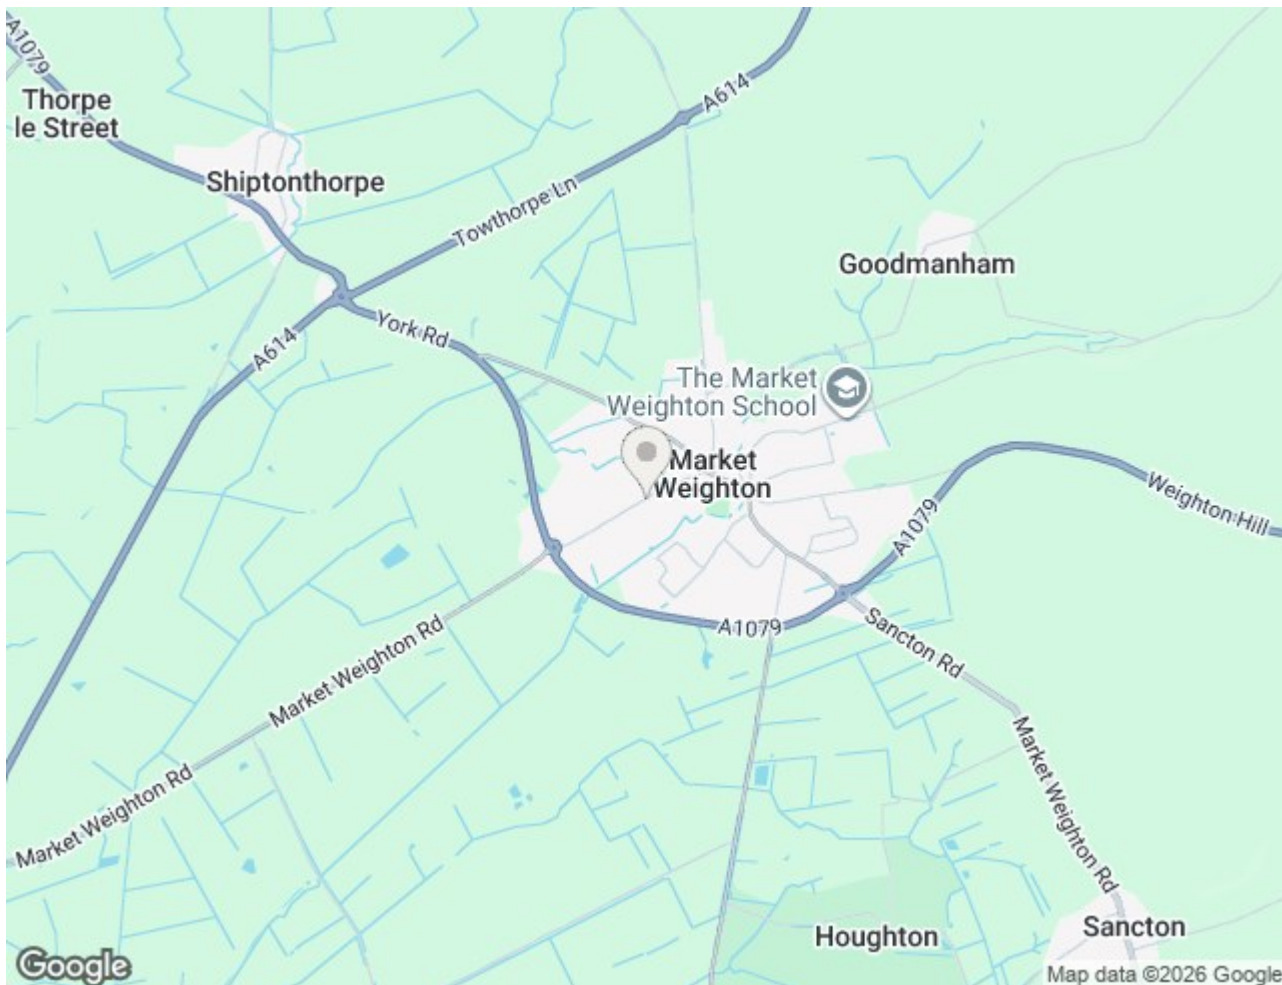 A1079
Thorpe
le Street
A614
Shiptonthorpe
Towthorpe Ln
Goodmanham
York Rd
A614
The Market
Weighton School
Market
Weighton
Weighton Hill
A1079
A1079
Sancton Rd
Market Weighton Rd
Market Weighton Rd
Market Weighton Rd
Houghton
Sancton
Google
Map data ©2026 Google